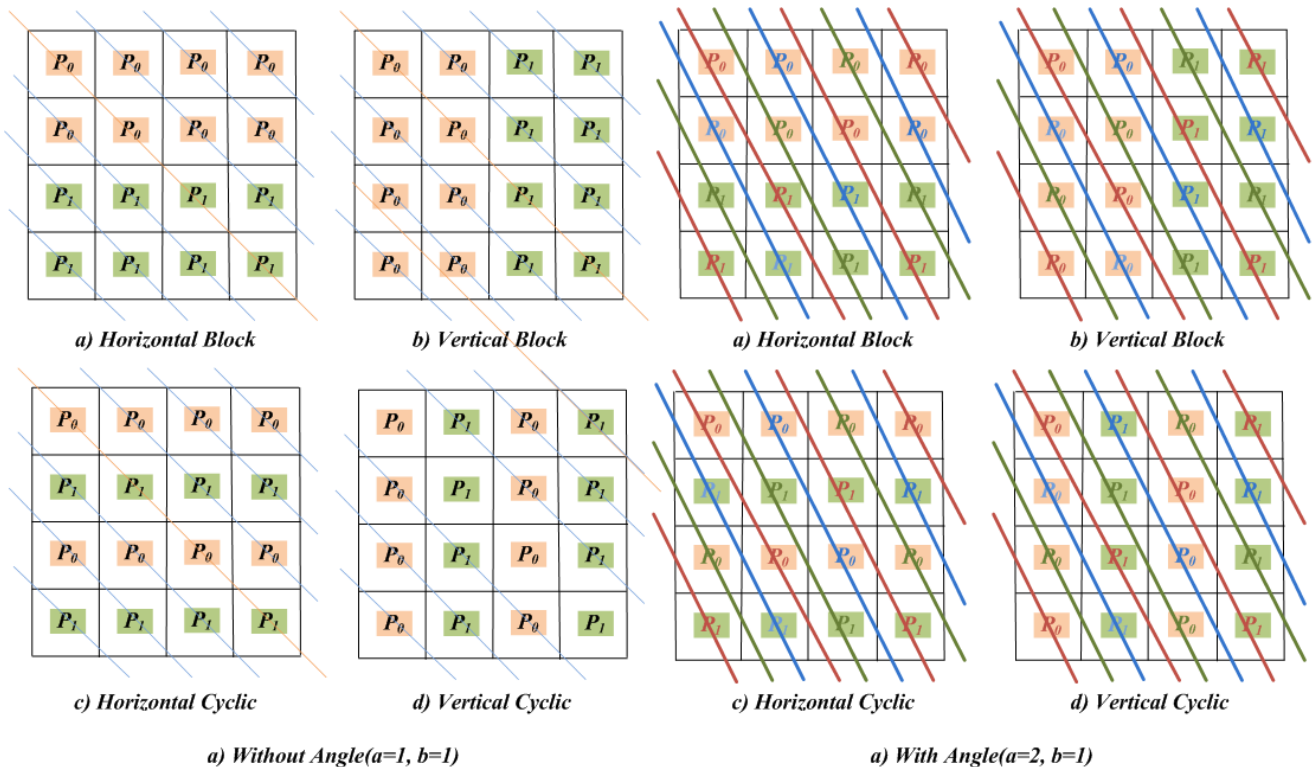 P0 P0 P0 P0 P0 P0 P1 P1 P0 P0 P0 P0 P0 P0 P1 P1
P0 P0 P0 P0 P0 P0 P1 P1 P0 P0 P0 P0 P0 P0 P1 P1
P1 P1 P1 P1 P0 P0 P1 P1 P1 P1 P1 P1 P0 P0 P1 P1
P1 P1 P1 P1 P0 P0 P1 P1 P1 P1 P1 P1 P0 P0 P1 P1
a) Horizontal Block b) Vertical Block a) Horizontal Block b) Vertical Block
P0 P0 P0 P0 P0 P1 P0 P1 P0 P0 P0 P0 P0 P1 P0 P1
P1 P1 P1 P1 P0 P1 P0 P1 P1 P1 P1 P1 P0 P1 P0 P1
P0 P0 P0 P0 P0 P1 P0 P1 P0 P0 P0 P0 P0 P1 P0 P1
P1 P1 P1 P1 P0 P1 P0 P1 P1 P1 P1 P1 P0 P1 P0 P1
c) Horizontal Cyclic d) Vertical Cyclic c) Horizontal Cyclic d) Vertical Cyclic
a) Without Angle(a=1, b=1) a) With Angle(a=2, b=1)